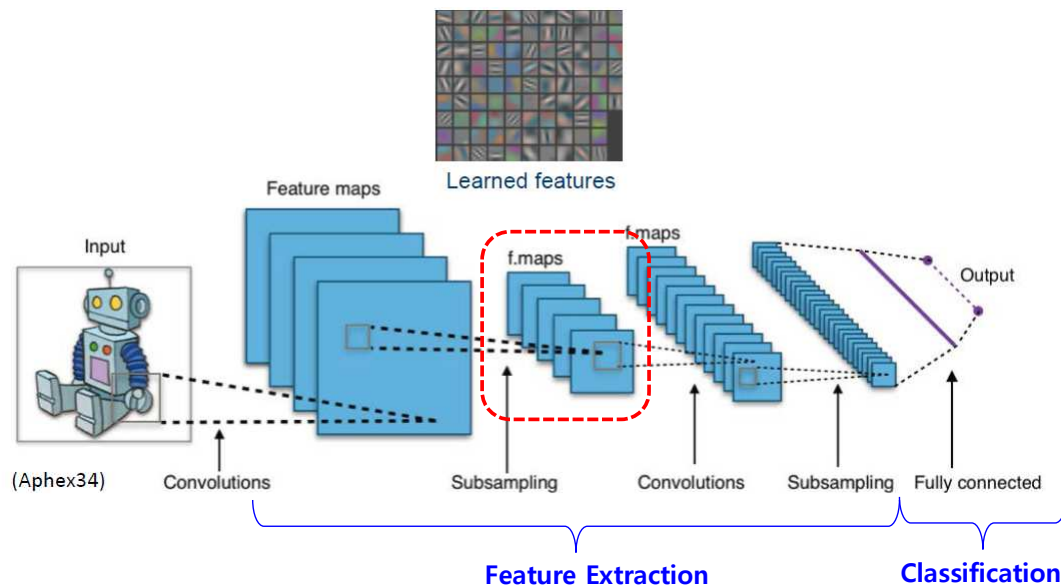 Learned features
Feature maps
Input
f.maps
f.maps
Output
(Aphex34)
Convolutions
Subsampling
Convolutions
Subsampling
Fully connected
Feature Extraction
Classification